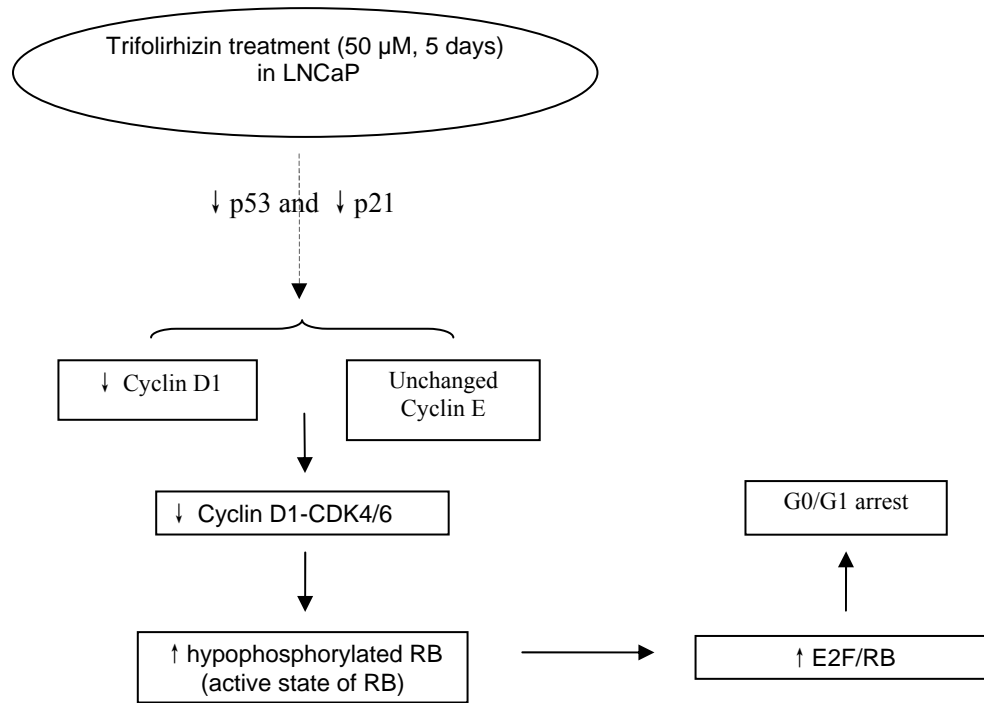 Trifolirhizin treatment (50 µM, 5 days)
in LNCaP
↓ p53 and ↓ p21
↓ Cyclin D1
Unchanged
Cyclin E
↓ Cyclin D1-CDK4/6
G0/G1 arrest
↑ hypophosphorylated RB
(active state of RB)
↑ E2F/RB